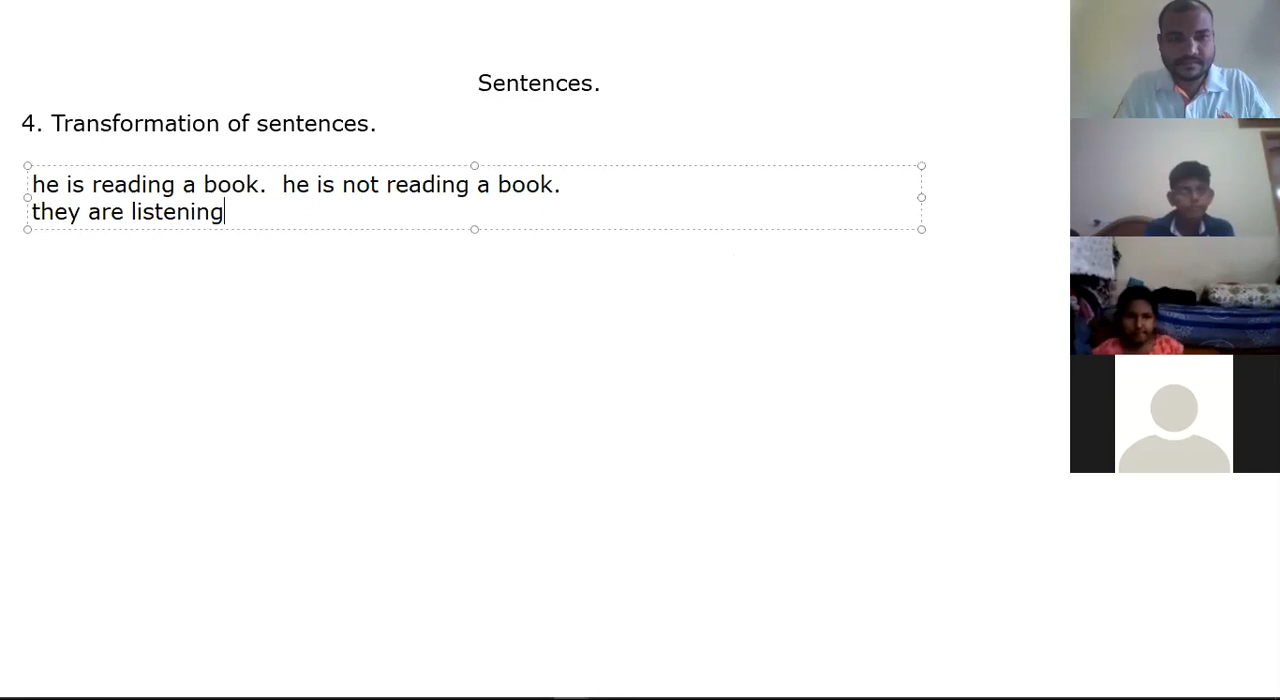 Sentences.
4. Transformation of sentences.
he is reading a book.  he is not reading a book.
they are listening